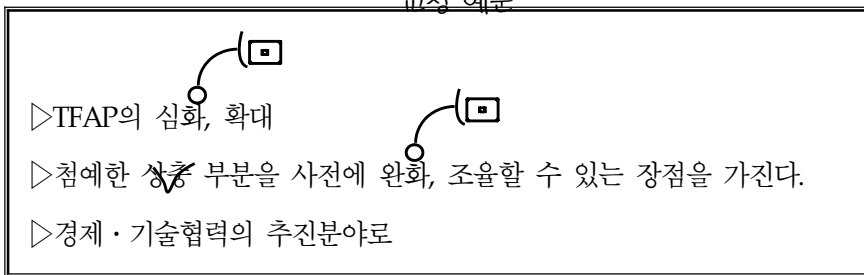 ▷TFAP의 심화, 확대
▷첨예한 상충 부분을 사전에 완화, 조율할 수 있는 장점을 가진다.
▷경제·기술협력의 추진분야로